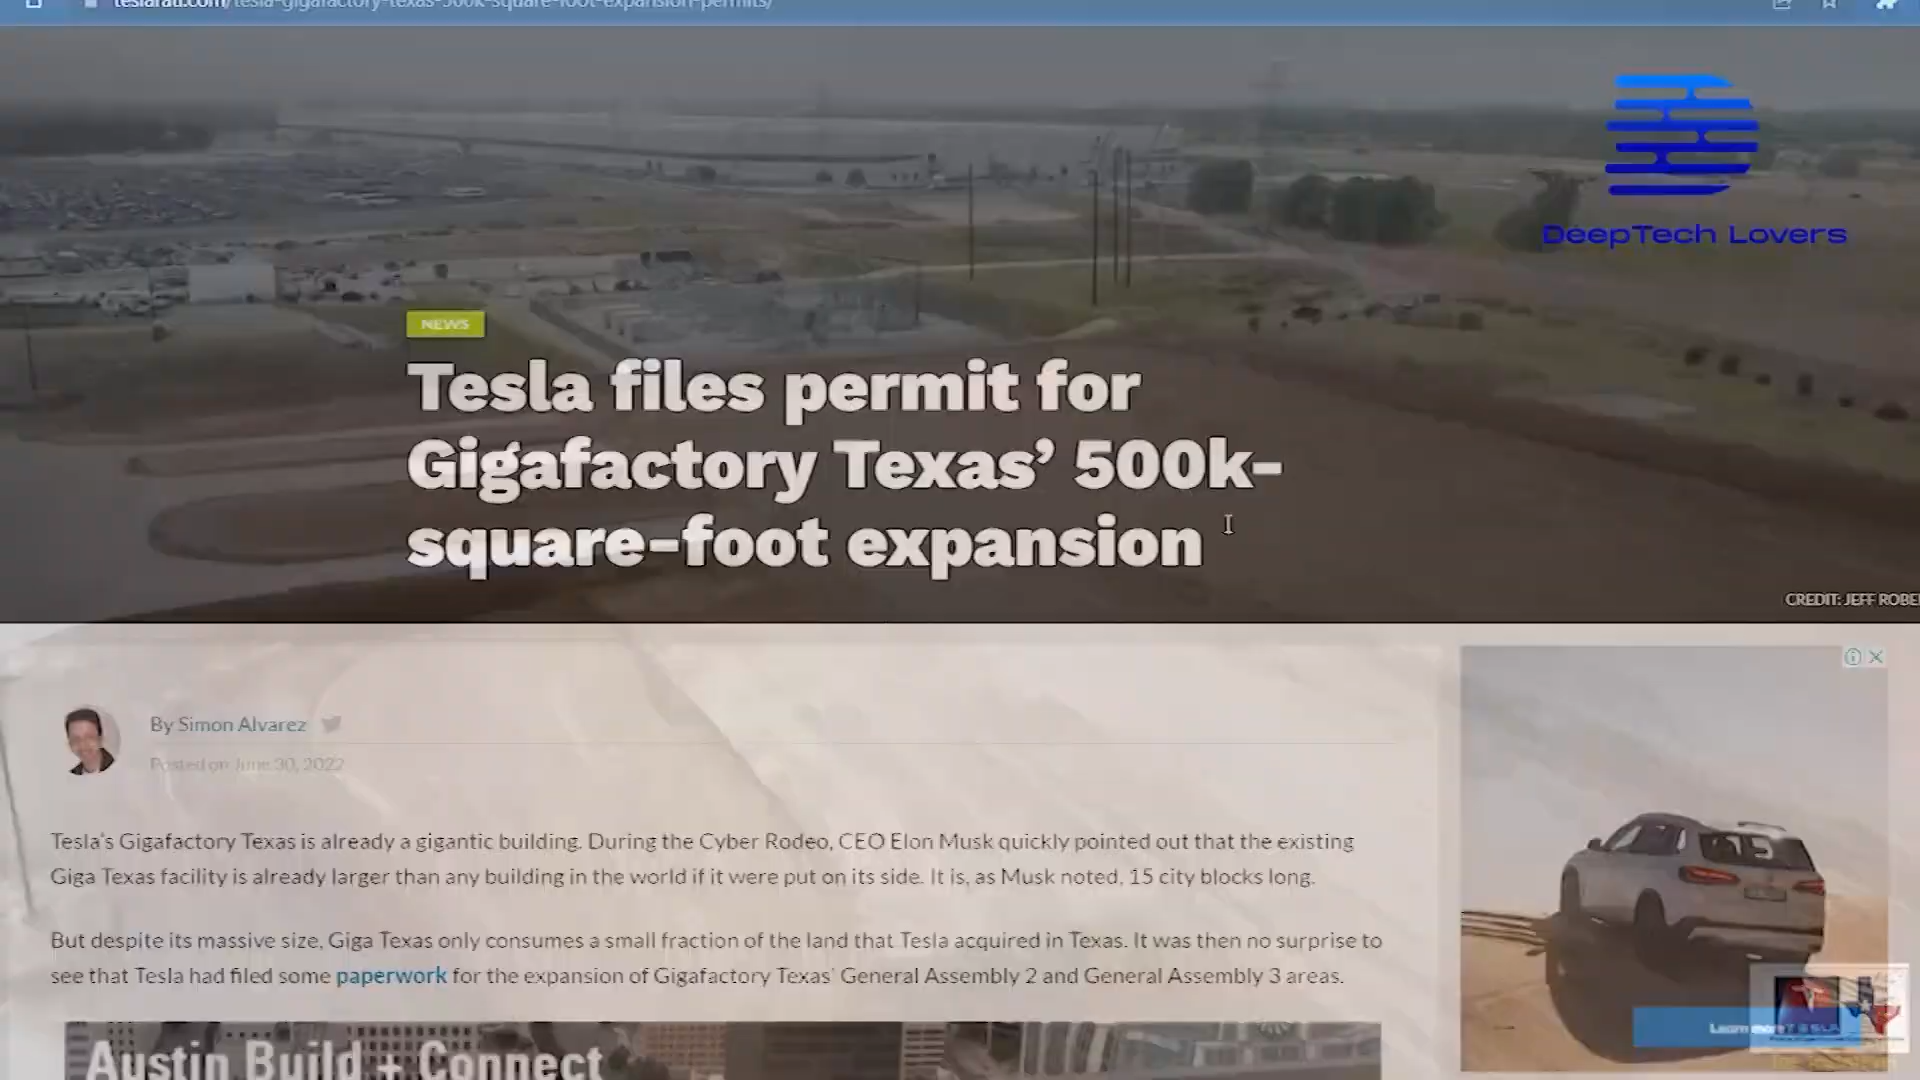 teslarati.com/tesla-gigafactory-texas-500k-square-foot-expansion-permits/
DeepTech Lovers
NEWS
Tesla files permit for
Gigafactory Texas’ 500k-
square-foot expansion
CREDIT: JEFF ROBE
By Simon Alvarez
Posted on June 30, 2022
Tesla's Gigafactory Texas is already a gigantic building. During the Cyber Rodeo, CEO Elon Musk quickly pointed out that the existing
Giga Texas facility is already larger than any building in the world if it were put on its side. It is, as Musk noted, 15 city blocks long.
But despite its massive size, Giga Texas only consumes a small fraction of the land that Tesla acquired in Texas. It was then no surprise to
see that Tesla had filed some paperwork for the expansion of Gigafactory Texas' General Assembly 2 and General Assembly 3 areas.
Learn more
TESLA
Austin Build + Connect